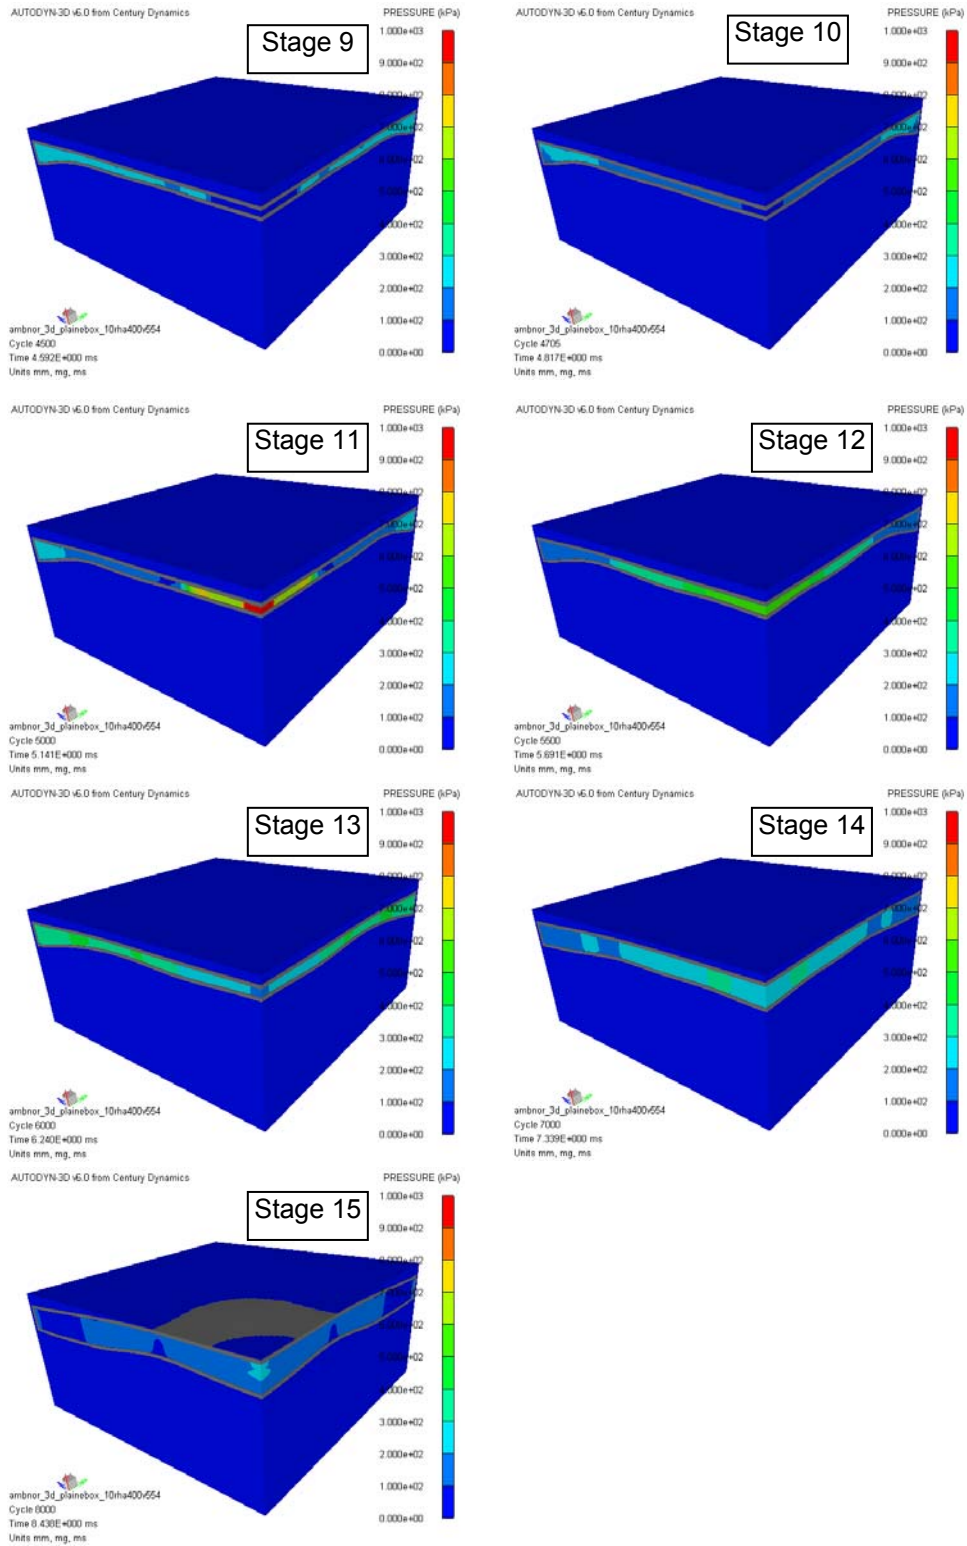 AUTODYN-3D v6.0 from Century Dynamics
PRESSURE (kPa)
Stage 9
1.000e+03
9.000e+02
3.000e+02
2.000e+02
1.000e+02
0.000e+00
ambnor_3d_plainebox_10rha400v554
Cycle 4500
Time 4.592E+000 ms
Units mm, mg, ms
AUTODYN-3D v6.0 from Century Dynamics
PRESSURE (kPa)
Stage 10
1.000e+03
9.000e+02
3.000e+02
2.000e+02
1.000e+02
0.000e+00
ambnor_3d_plainebox_10rha400v554
Cycle 4705
Time 4.817E+000 ms
Units mm, mg, ms
AUTODYN-3D v6.0 from Century Dynamics
PRESSURE (kPa)
Stage 11
1.000e+03
9.000e+02
3.000e+02
2.000e+02
1.000e+02
0.000e+00
ambnor_3d_plainebox_10rha400v554
Cycle 5000
Time 5.141E+000 ms
Units mm, mg, ms
AUTODYN-3D v6.0 from Century Dynamics
PRESSURE (kPa)
Stage 12
1.000e+03
9.000e+02
3.000e+02
2.000e+02
1.000e+02
0.000e+00
ambnor_3d_plainebox_10rha400v554
Cycle 5500
Time 5.691E+000 ms
Units mm, mg, ms
AUTODYN-3D v6.0 from Century Dynamics
PRESSURE (kPa)
Stage 13
1.000e+03
9.000e+02
3.000e+02
2.000e+02
1.000e+02
0.000e+00
ambnor_3d_plainebox_10rha400v554
Cycle 6000
Time 6.240E+000 ms
Units mm, mg, ms
AUTODYN-3D v6.0 from Century Dynamics
PRESSURE (kPa)
Stage 14
1.000e+03
9.000e+02
3.000e+02
2.000e+02
1.000e+02
0.000e+00
ambnor_3d_plainebox_10rha400v554
Cycle 7000
Time 7.339E+000 ms
Units mm, mg, ms
AUTODYN-3D v6.0 from Century Dynamics
PRESSURE (kPa)
Stage 15
1.000e+03
9.000e+02
3.000e+02
2.000e+02
1.000e+02
0.000e+00
ambnor_3d_plainebox_10rha400v554
Cycle 8000
Time 8.438E+000 ms
Units mm, mg, ms